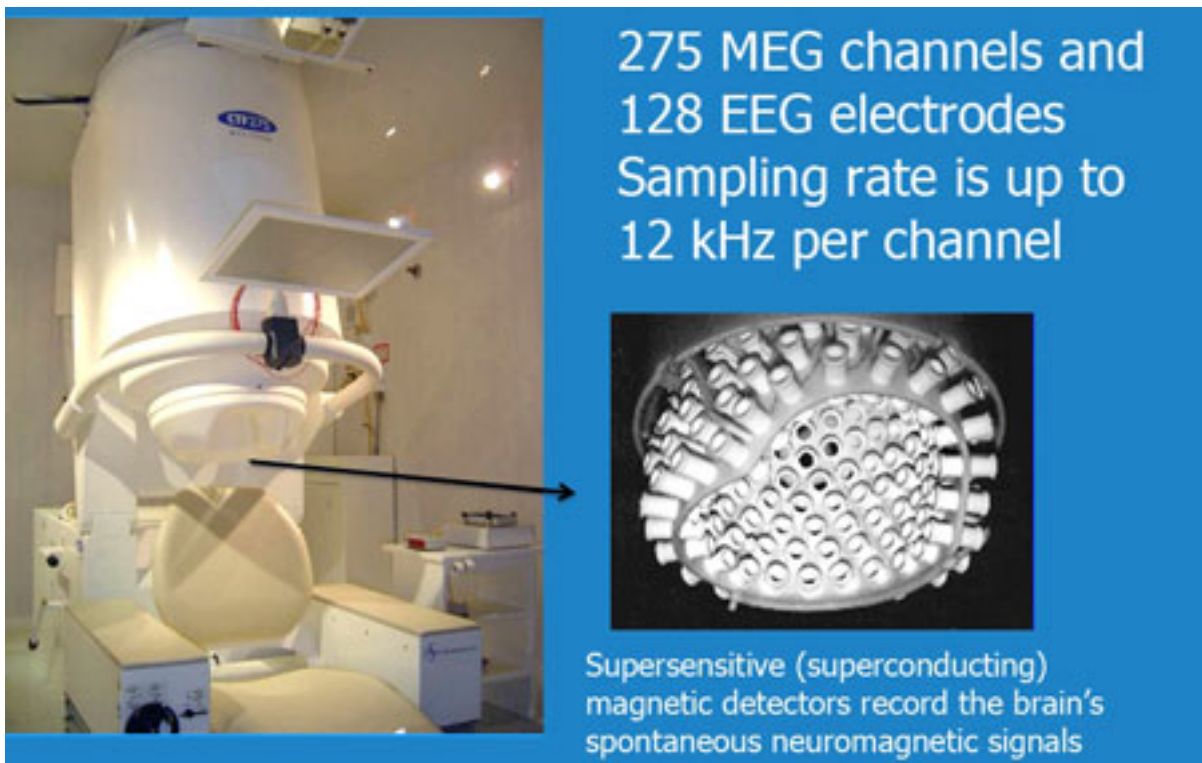 275 MEG channels and
128 EEG electrodes
Sampling rate is up to
12 kHz per channel
Supersensitive (superconducting)
magnetic detectors record the brain's
spontaneous neuromagnetic signals